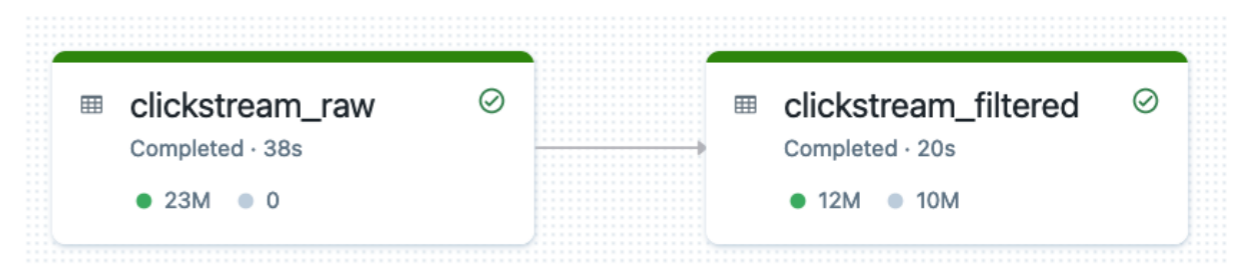 clickstream_raw
Completed · 38s
23M 0
clickstream_filtered
Completed · 20s
12M 10M